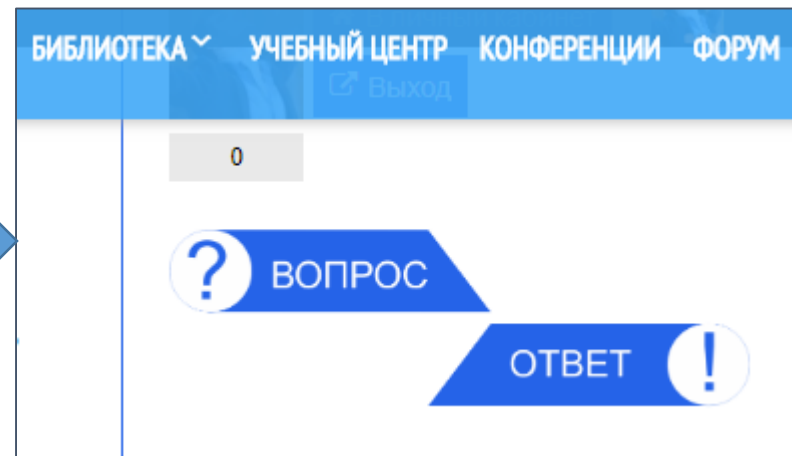 БИБЛИОТЕКА УЧЕБНЫЙ ЦЕНТР КОНФЕРЕНЦИИ ФОРУМ
Выход
0
? ВОПРОС
ОТВЕТ !